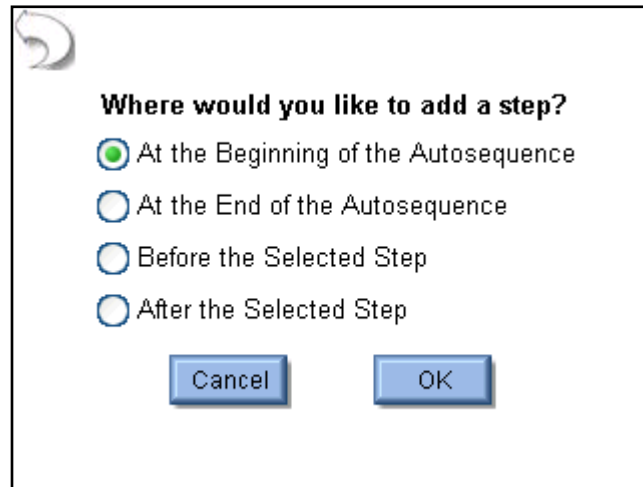 Where would you like to add a step?
At the Beginning of the Autosequence
At the End of the Autosequence
Before the Selected Step
After the Selected Step
Cancel
OK